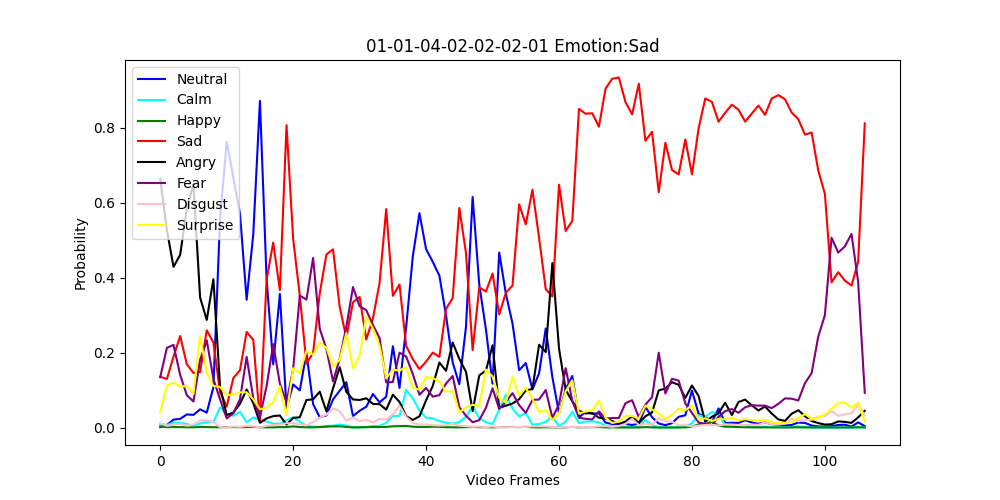 01-01-04-02-02-02-01 Emotion:Sad
Neutral
Calm
Happy
Sad
Angry
Fear
Disgust
Surprise
Probability
0.8
0.6
0.4
0.2
0.0
0 20 40 60 80 100
Video Frames